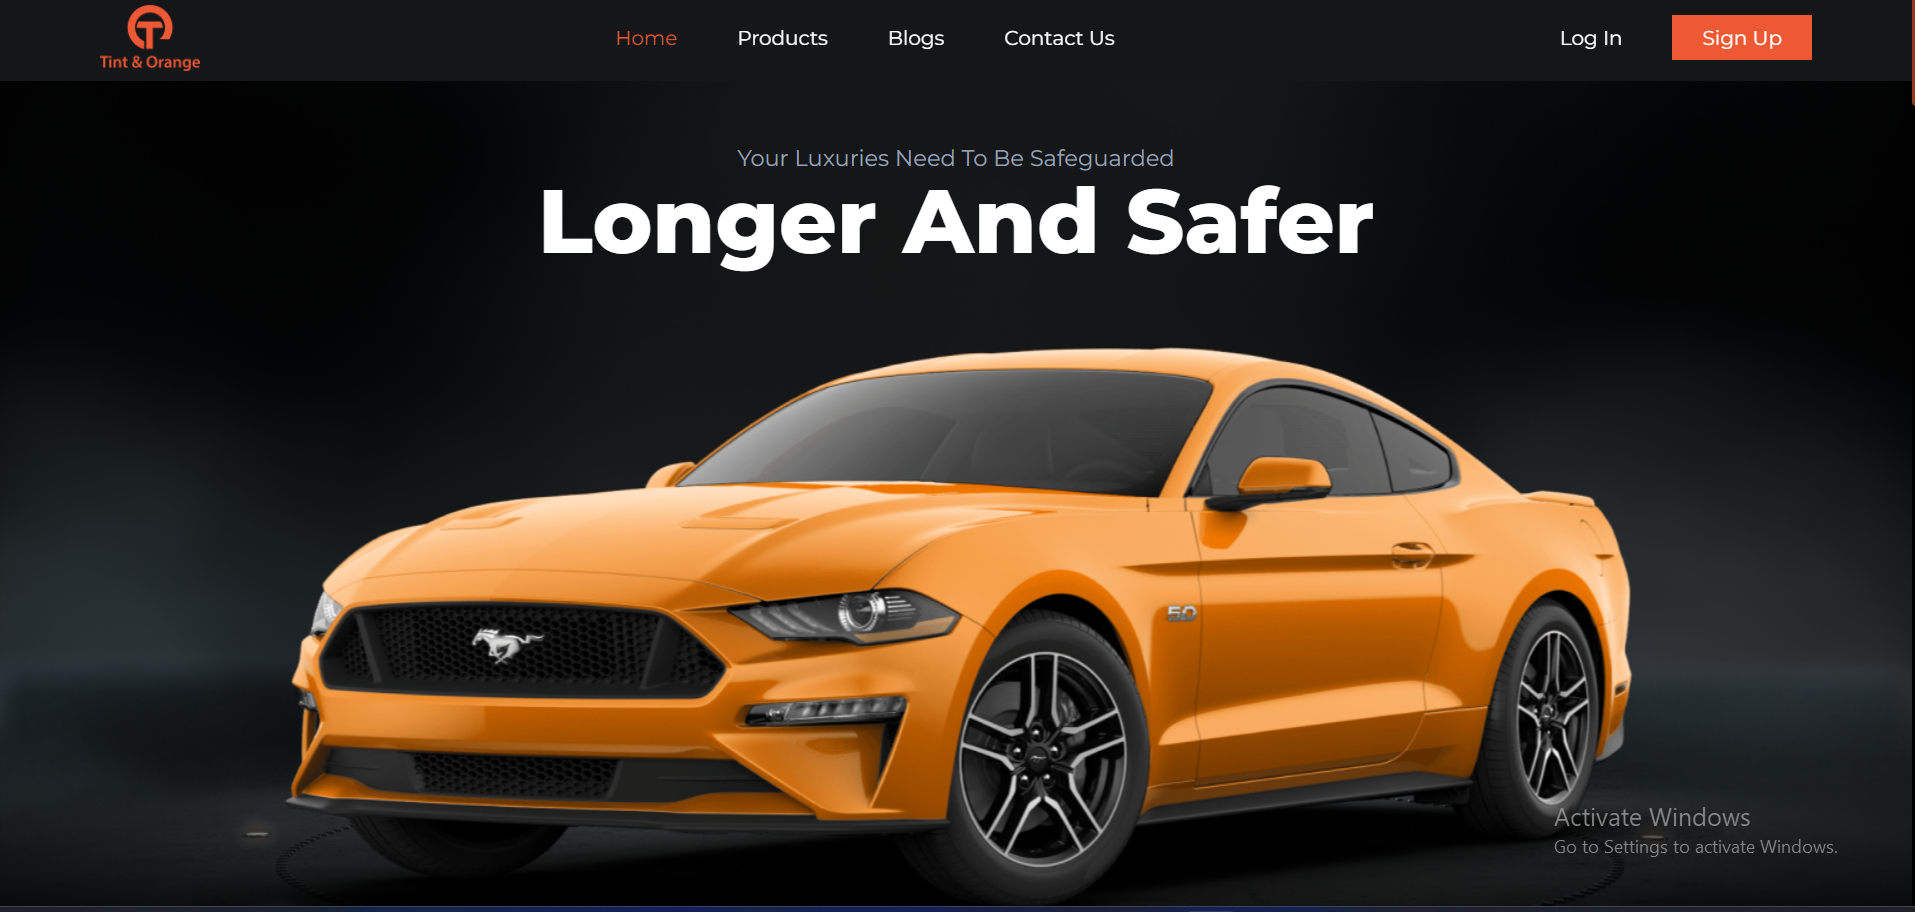 Tint & Orange
Home Products Blogs Contact Us Log In Sign Up
Your Luxuries Need To Be Safeguarded
Longer And Safer
5.0
Activate Windows
Go to Settings to activate Windows.